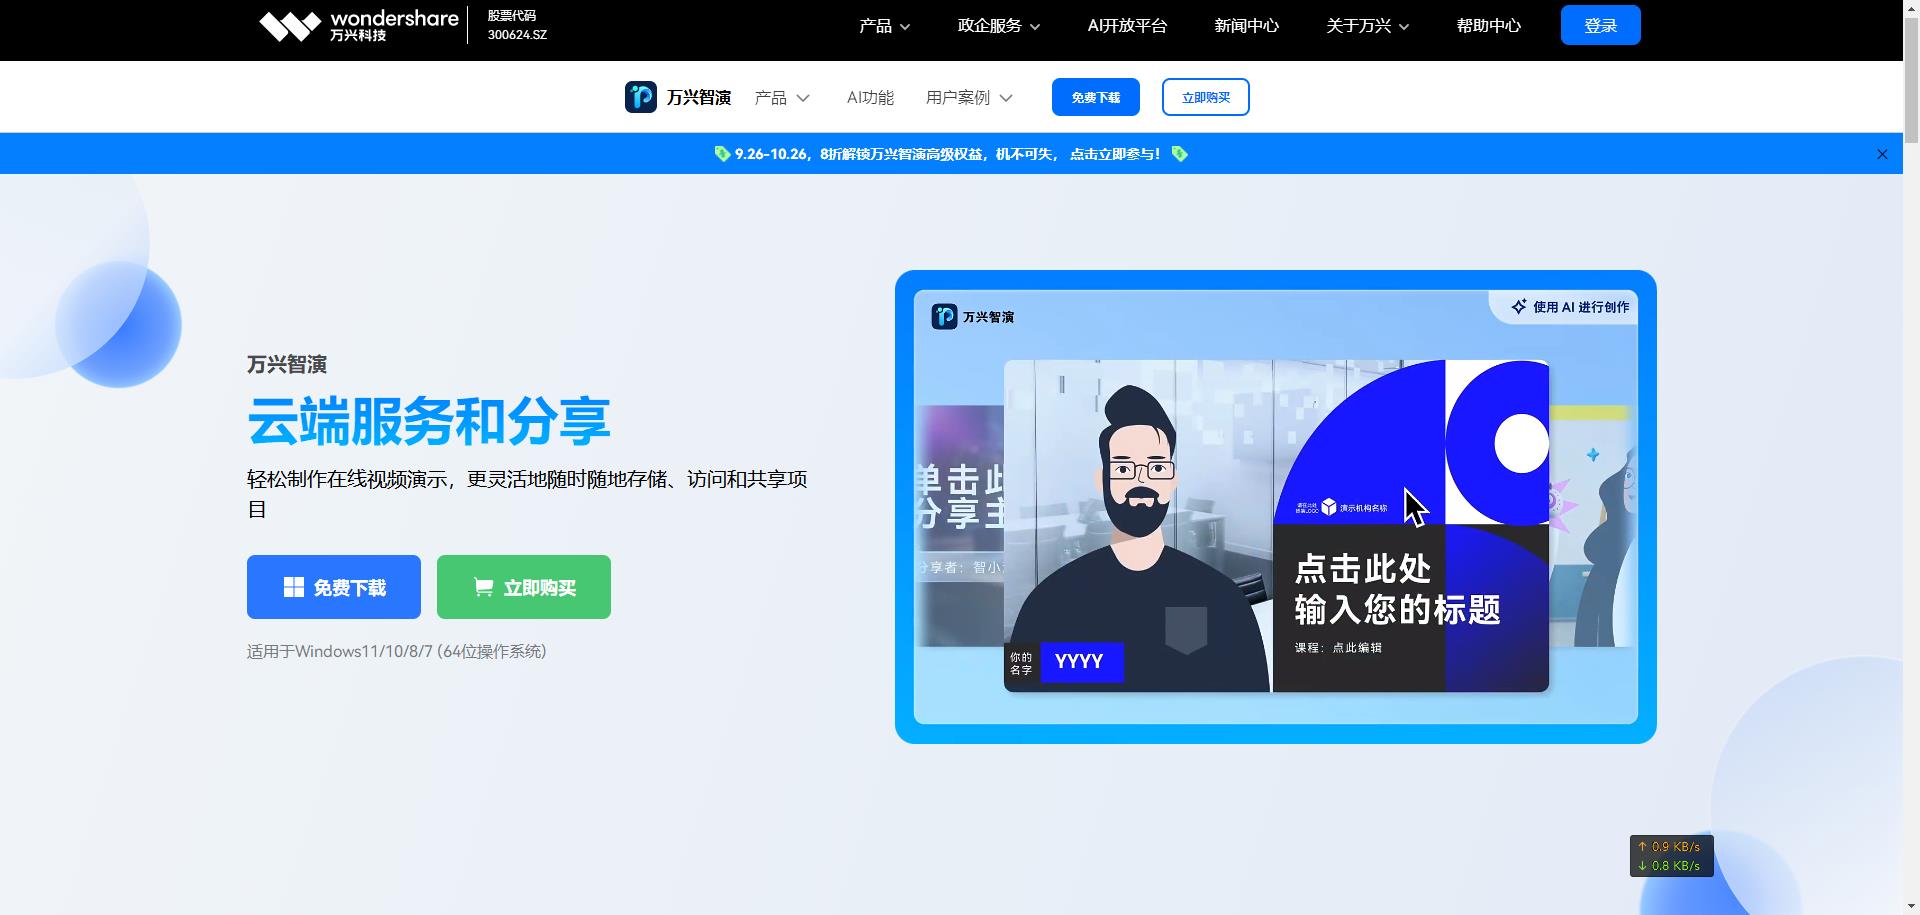 wondershare
万兴科技
股票代码
300624.SZ
产品
政企服务
AI开放平台
新闻中心
关于万兴
帮助中心
登录
万兴智演
产品
AI功能
用户案例
免费下载
立即购买
9.26-10.26，8折解锁万兴智演高级权益，机不可失， 点击立即参与！
万兴智演
云端服务和分享
轻松制作在线视频演示，更灵活地随时随地存储、访问和共享项
目
免费下载
立即购买
适用于Windows11/10/8/7 (64位操作系统)
万兴智演
使用 AI 进行创作
单击此
分享主
分享者：智小
演示机构名称
点击此处
输入您的标题
课程：点此编辑
你的
名字
YYYY
↑ 0.9 KB/s
↓ 0.8 KB/s